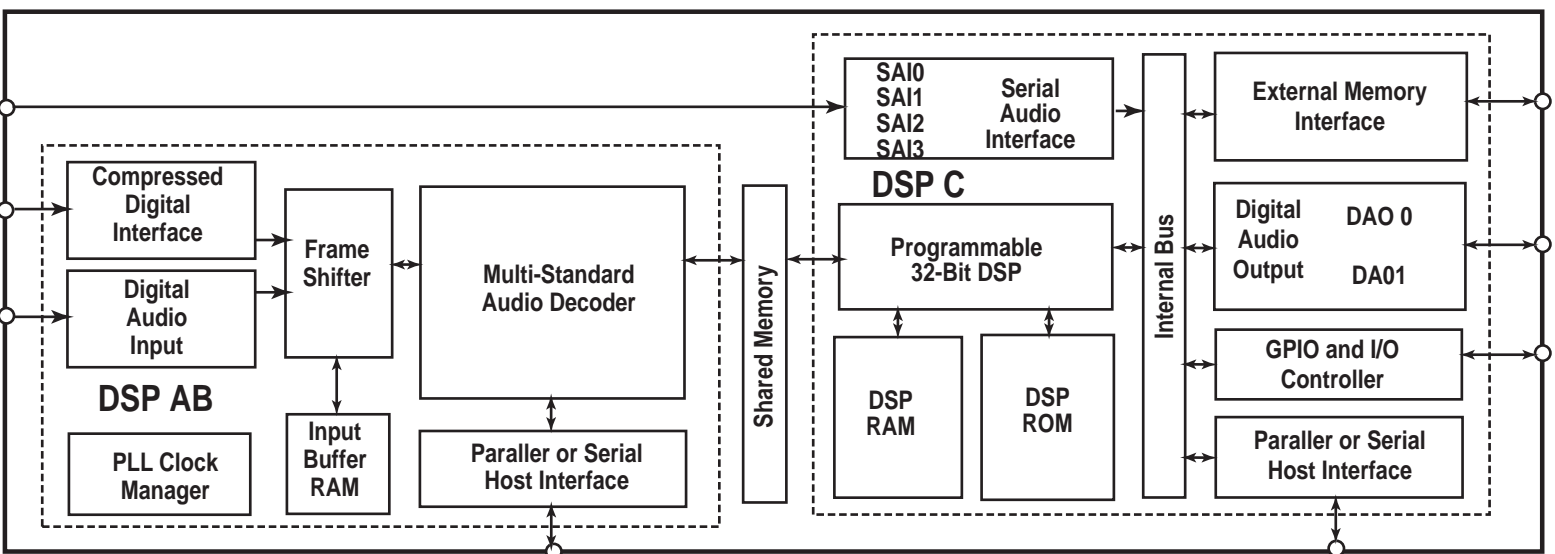 SAI0
SAI1
SAI2
SAI3
Serial
Audio
Interface
External Memory
Interface
Compressed
Digital
Interface
DSP C
Frame
Shifter
Multi-Standard
Audio Decoder
Shared Memory
Programmable
32-Bit DSP
Internal Bus
Digital
Audio
Output
DAO 0
DA01
Digital
Audio
Input
DSP AB
GPIO and I/O
Controller
DSP
RAM
DSP
ROM
PLL Clock
Manager
Input
Buffer
RAM
Paraller or Serial
Host Interface
Paraller or Serial
Host Interface